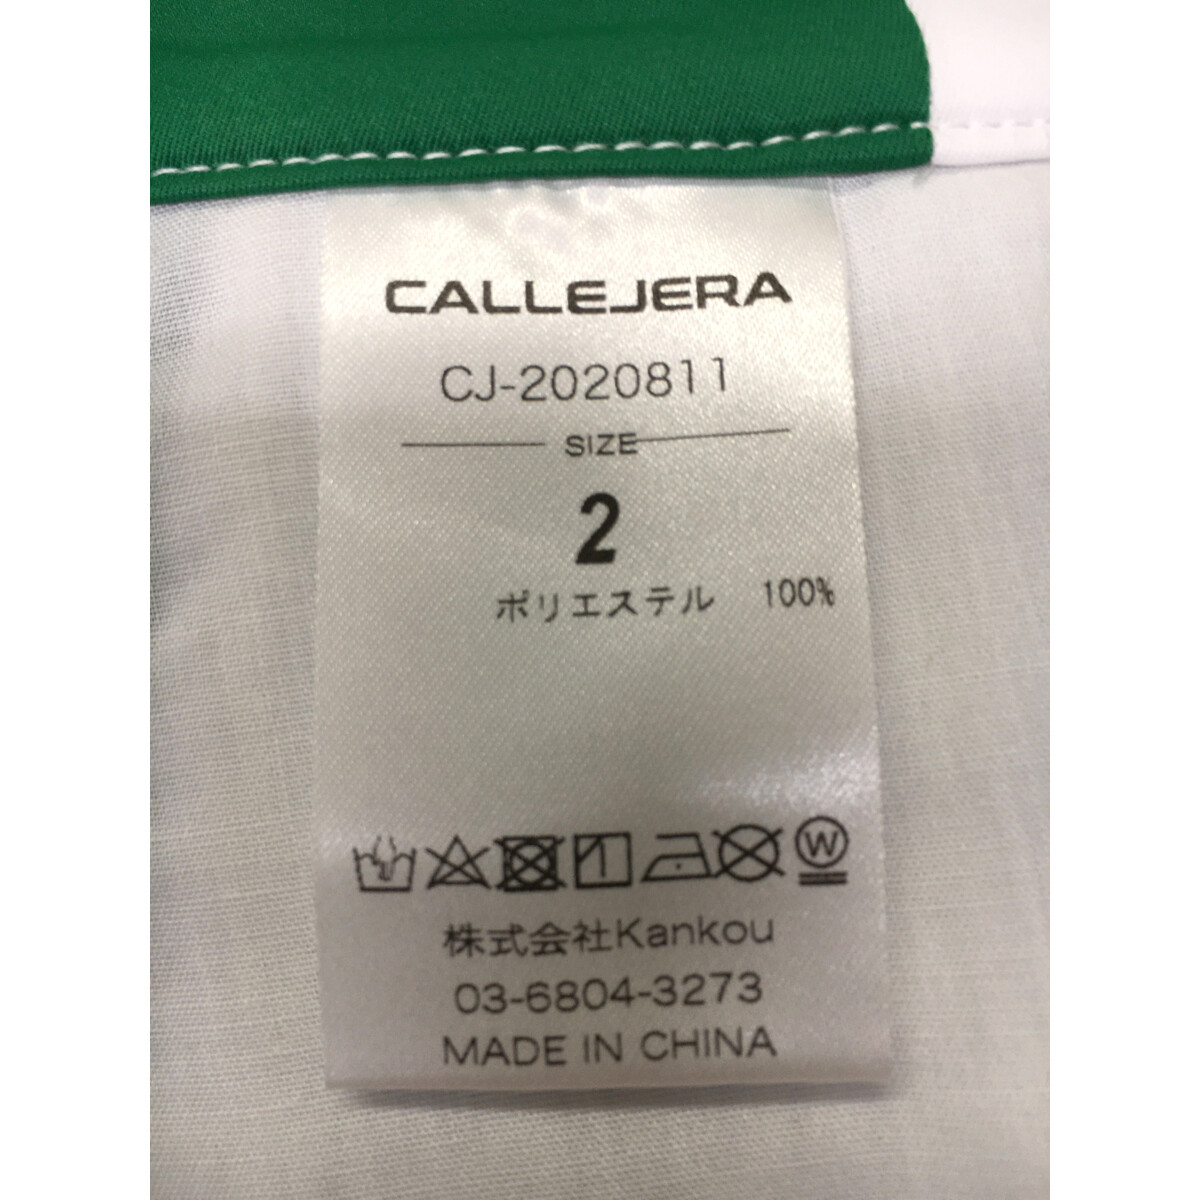 CALLEJERA
CJ-2020811
SIZE
2
ポリエステル 100%
W
株式会社Kankou
03-6804-3273
MADE IN CHINA